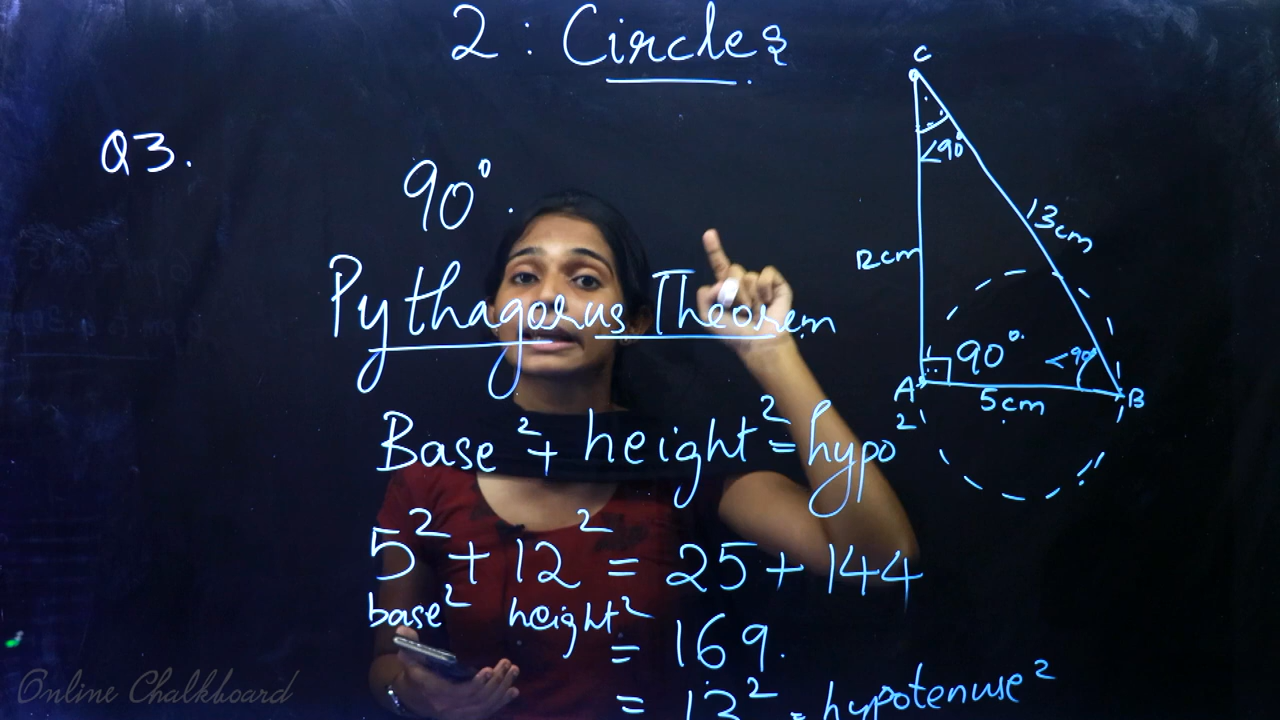 2 : Circles
Q3.
90°.
Pythagorus Theorem
Base² + height² = hypo²
5² + 12² = 25 + 144
base² height²
= 169.
= 13² = hypotenuse²
C
<90°
13cm
12cm
90°
<90
A
5cm
B
Online Chalkboard